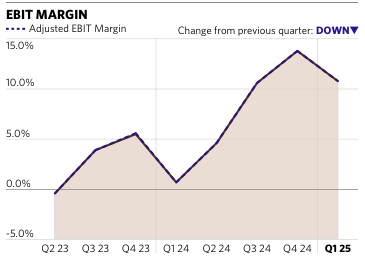 EBIT MARGIN
Adjusted EBIT Margin Change from previous quarter: DOWN▼
15.0%
10.0%
5.0%
0.0%
-5.0%
Q2 23 Q3 23 Q4 23 Q1 24 Q2 24 Q3 24 Q4 24 Q1 25